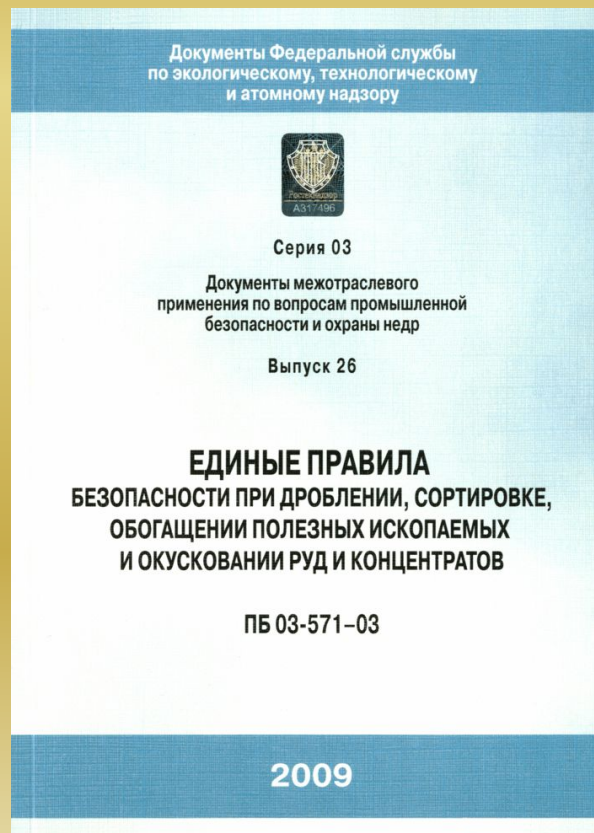 Документы Федеральной службы
по экологическому, технологическому
и атомному надзору
Ростехнадзор
А317496
Серия 03
Документы межотраслевого
применения по вопросам промышленной
безопасности и охраны недр
Выпуск 26
ЕДИНЫЕ ПРАВИЛА
БЕЗОПАСНОСТИ ПРИ ДРОБЛЕНИИ, СОРТИРОВКЕ,
ОБОГАЩЕНИИ ПОЛЕЗНЫХ ИСКОПАЕМЫХ
И ОКУСКОВАНИИ РУД И КОНЦЕНТРАТОВ
ПБ 03-571–03
2009